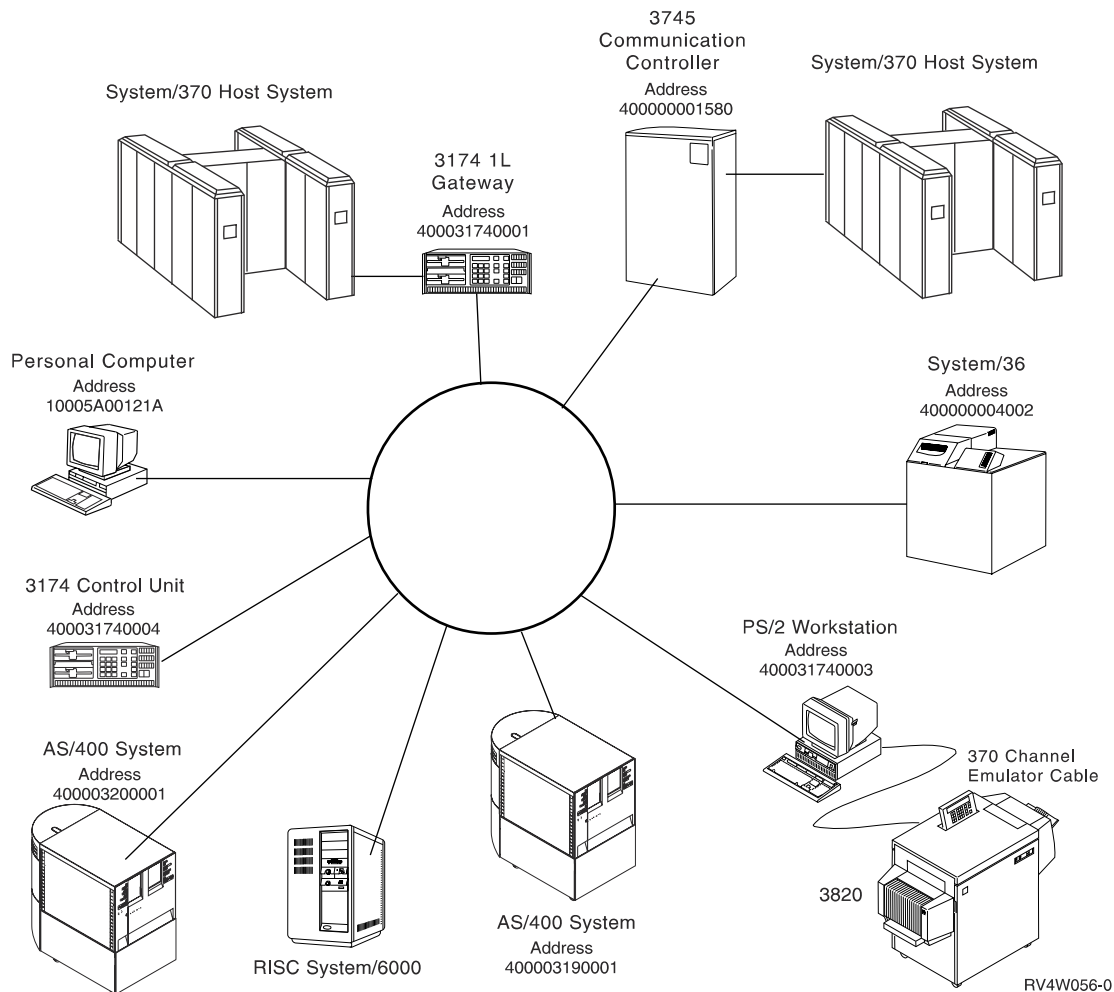 3745
Communication
Controller
Address
400000001580
System/370 Host System
System/370 Host System
3174 1L
Gateway
Address
400031740001
Personal Computer
Address
10005A00121A
System/36
Address
400000004002
3174 Control Unit
Address
400031740004
PS/2 Workstation
Address
400031740003
AS/400 System
Address
400003200001
370 Channel
Emulator Cable
3820
AS/400 System
Address
400003190001
RISC System/6000
RV4W056-0